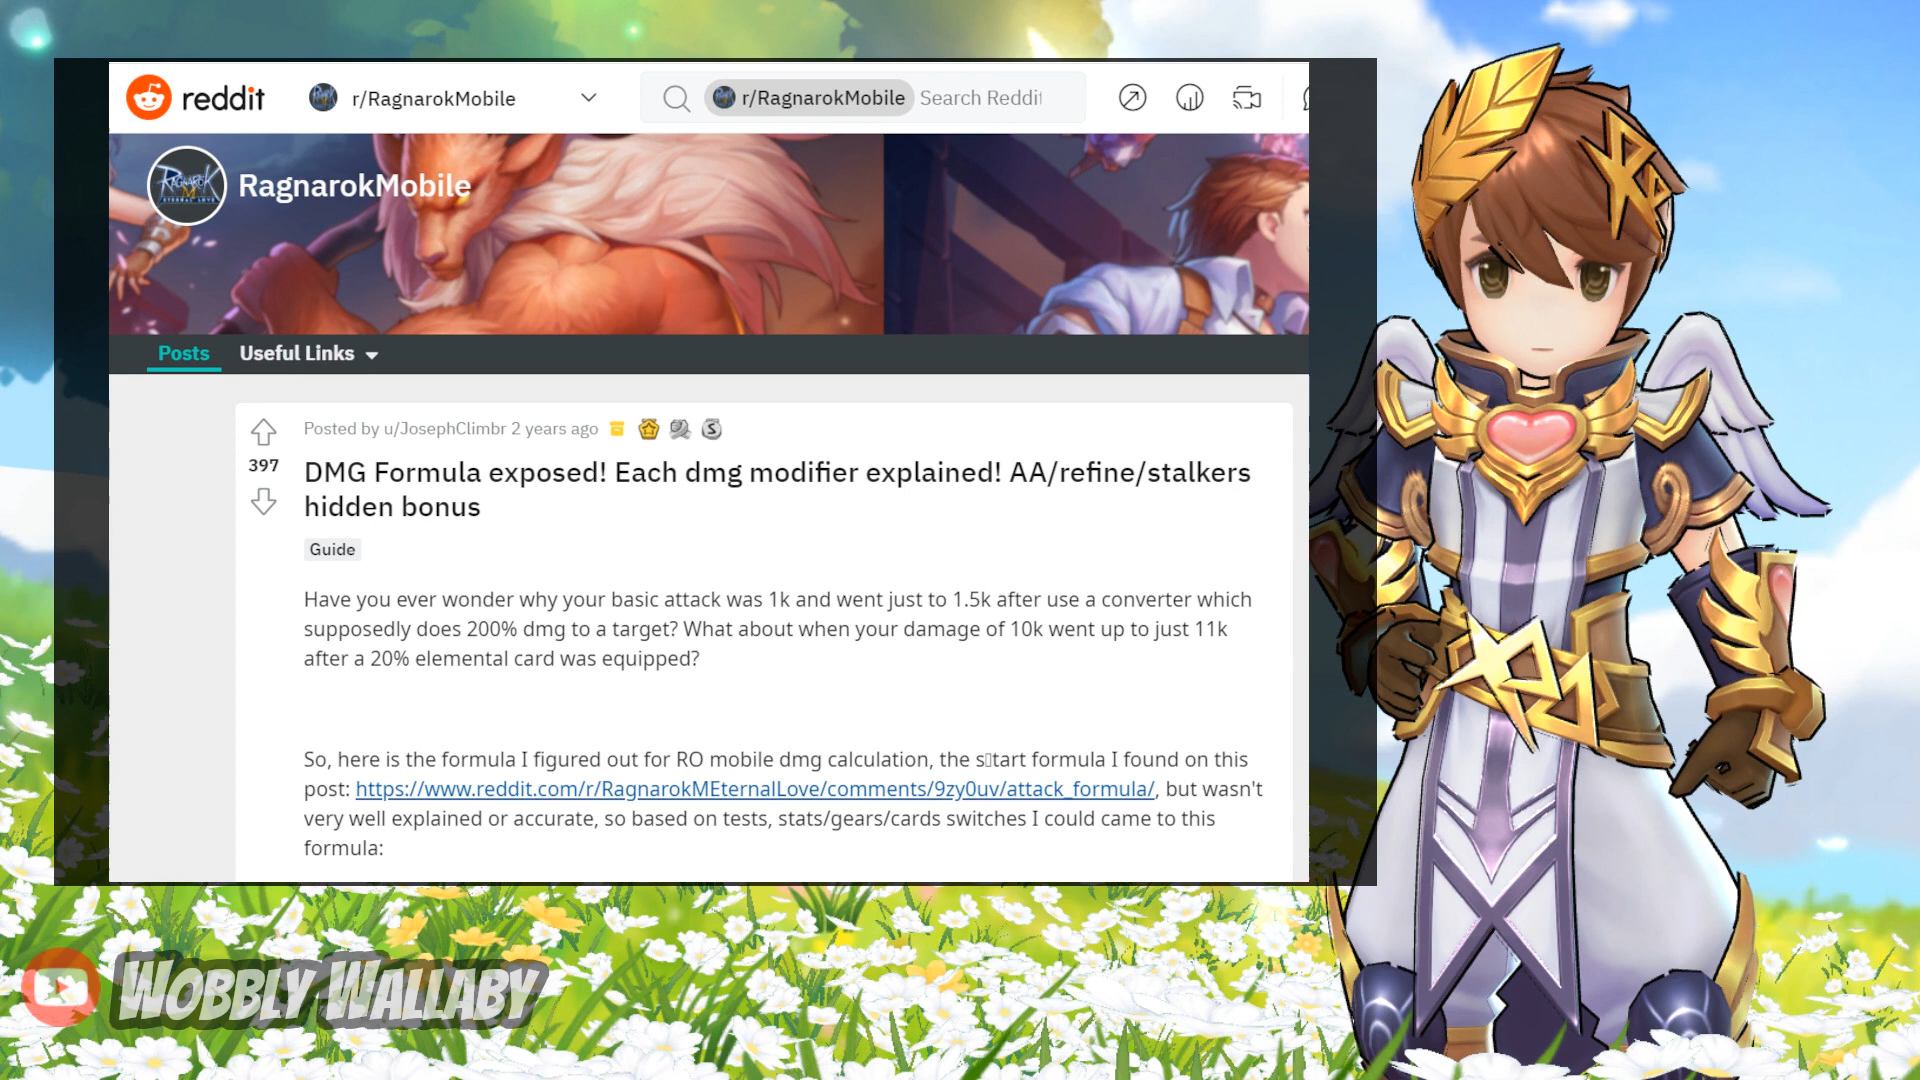 reddit
r/RagnarokMobile
r/RagnarokMobile Search Reddit
RAGNAROK
M
ETERNAL LOVE
RagnarokMobile
Posts
Useful Links
Posted by u/JosephClimbr 2 years ago
397
DMG Formula exposed! Each dmg modifier explained! AA/refine/stalkers
hidden bonus
Guide
Have you ever wonder why your basic attack was 1k and went just to 1.5k after use a converter which
supposedly does 200% dmg to a target? What about when your damage of 10k went up to just 11k
after a 20% elemental card was equipped?
So, here is the formula I figured out for RO mobile dmg calculation, the s▯tart formula I found on this
post: https://www.reddit.com/r/RagnarokMEternalLove/comments/9zy0uv/attack_formula/, but wasn't
very well explained or accurate, so based on tests, stats/gears/cards switches I could came to this
formula:
WOBBLY WALLABY